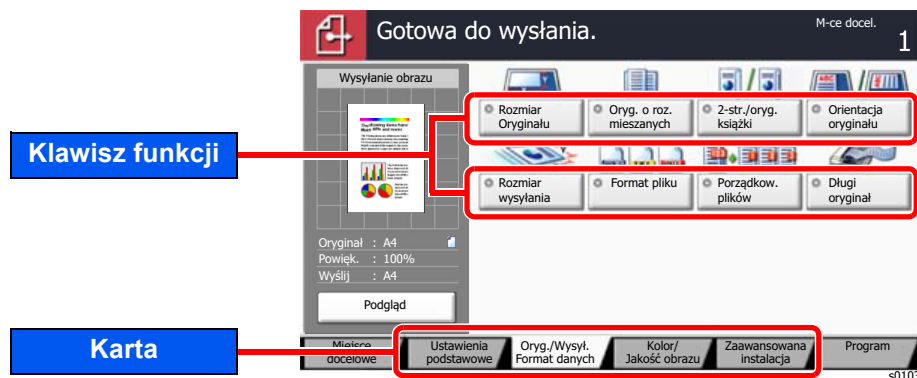 Gotowa do wysłania.
M-ce docel.
1
Wysyłanie obrazu
Rozmiar
Oryginału
Oryg. o roz.
mieszanych
2-str./oryg.
książki
Orientacja
oryginału
Klawisz funkcji
Rozmiar
wysyłania
Format pliku
Porządkow.
plików
Długi
oryginał
Oryginał : A4
Powięk. : 100%
Wyślij : A4
Podgląd
Karta
Miejsce
docelowe
Ustawienia
podstawowe
Oryg./Wysył.
Format danych
Kolor/
Jakość obrazu
Zaawansowana
instalacja
Program